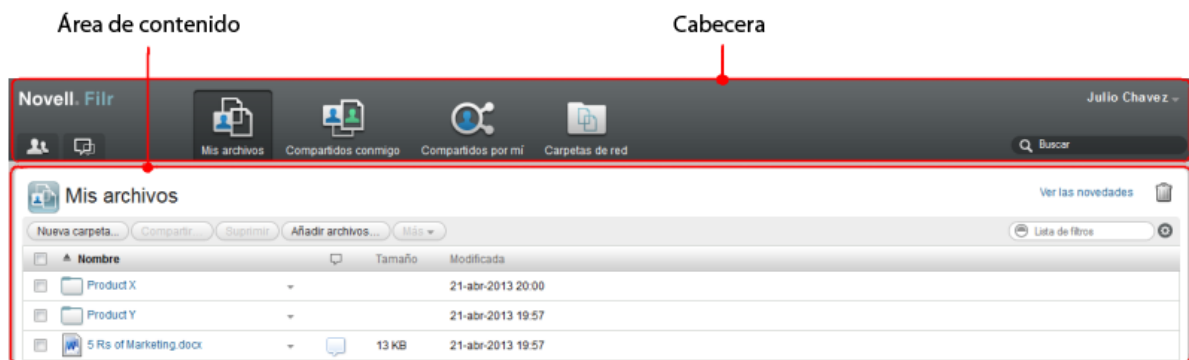 Área de contenido
Cabecera
Novell. Filr
Julio Chavez
Mis archivos
Compartidos conmigo
Compartidos por mí
Carpetas de red
Buscar
Mis archivos
Ver las novedades
Nueva carpeta...
Compartir...
Suprimir
Añadir archivos...
Más
Lista de filtros
Nombre
Tamaño
Modificada
Product X
21-abr-2013 20:00
Product Y
21-abr-2013 19:57
5 Rs of Marketing.docx
13 KB
21-abr-2013 19:57